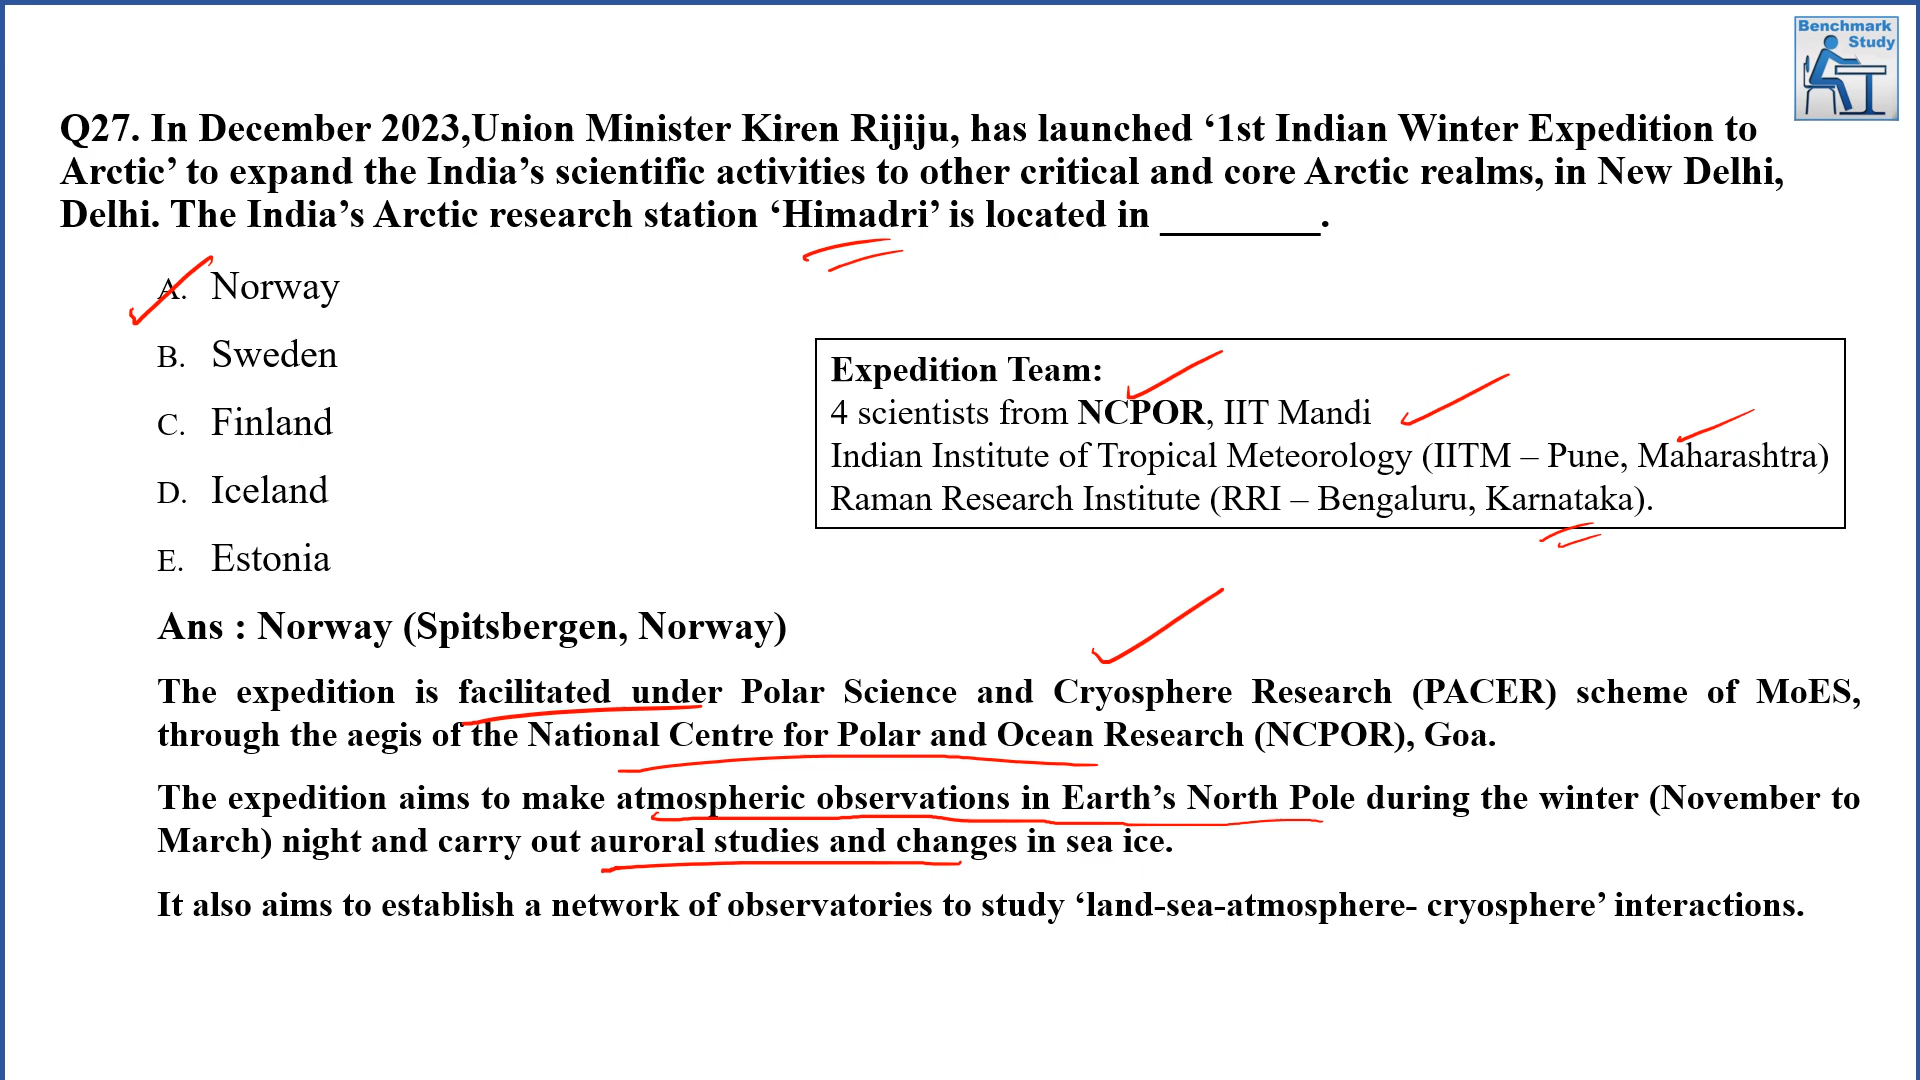 Benchmark
Study
Q27. In December 2023,Union Minister Kiren Rijiju, has launched ‘1st Indian Winter Expedition to
Arctic’ to expand the India’s scientific activities to other critical and core Arctic realms, in New Delhi,
Delhi. The India’s Arctic research station ‘Himadri’ is located in ________.
A. Norway
B. Sweden
C. Finland
D. Iceland
E. Estonia
Expedition Team:
4 scientists from NCPOR, IIT Mandi
Indian Institute of Tropical Meteorology (IITM – Pune, Maharashtra)
Raman Research Institute (RRI – Bengaluru, Karnataka).
Ans : Norway (Spitsbergen, Norway)
The expedition is facilitated under Polar Science and Cryosphere Research (PACER) scheme of MoES,
through the aegis of the National Centre for Polar and Ocean Research (NCPOR), Goa.
The expedition aims to make atmospheric observations in Earth’s North Pole during the winter (November to
March) night and carry out auroral studies and changes in sea ice.
It also aims to establish a network of observatories to study ‘land-sea-atmosphere- cryosphere’ interactions.